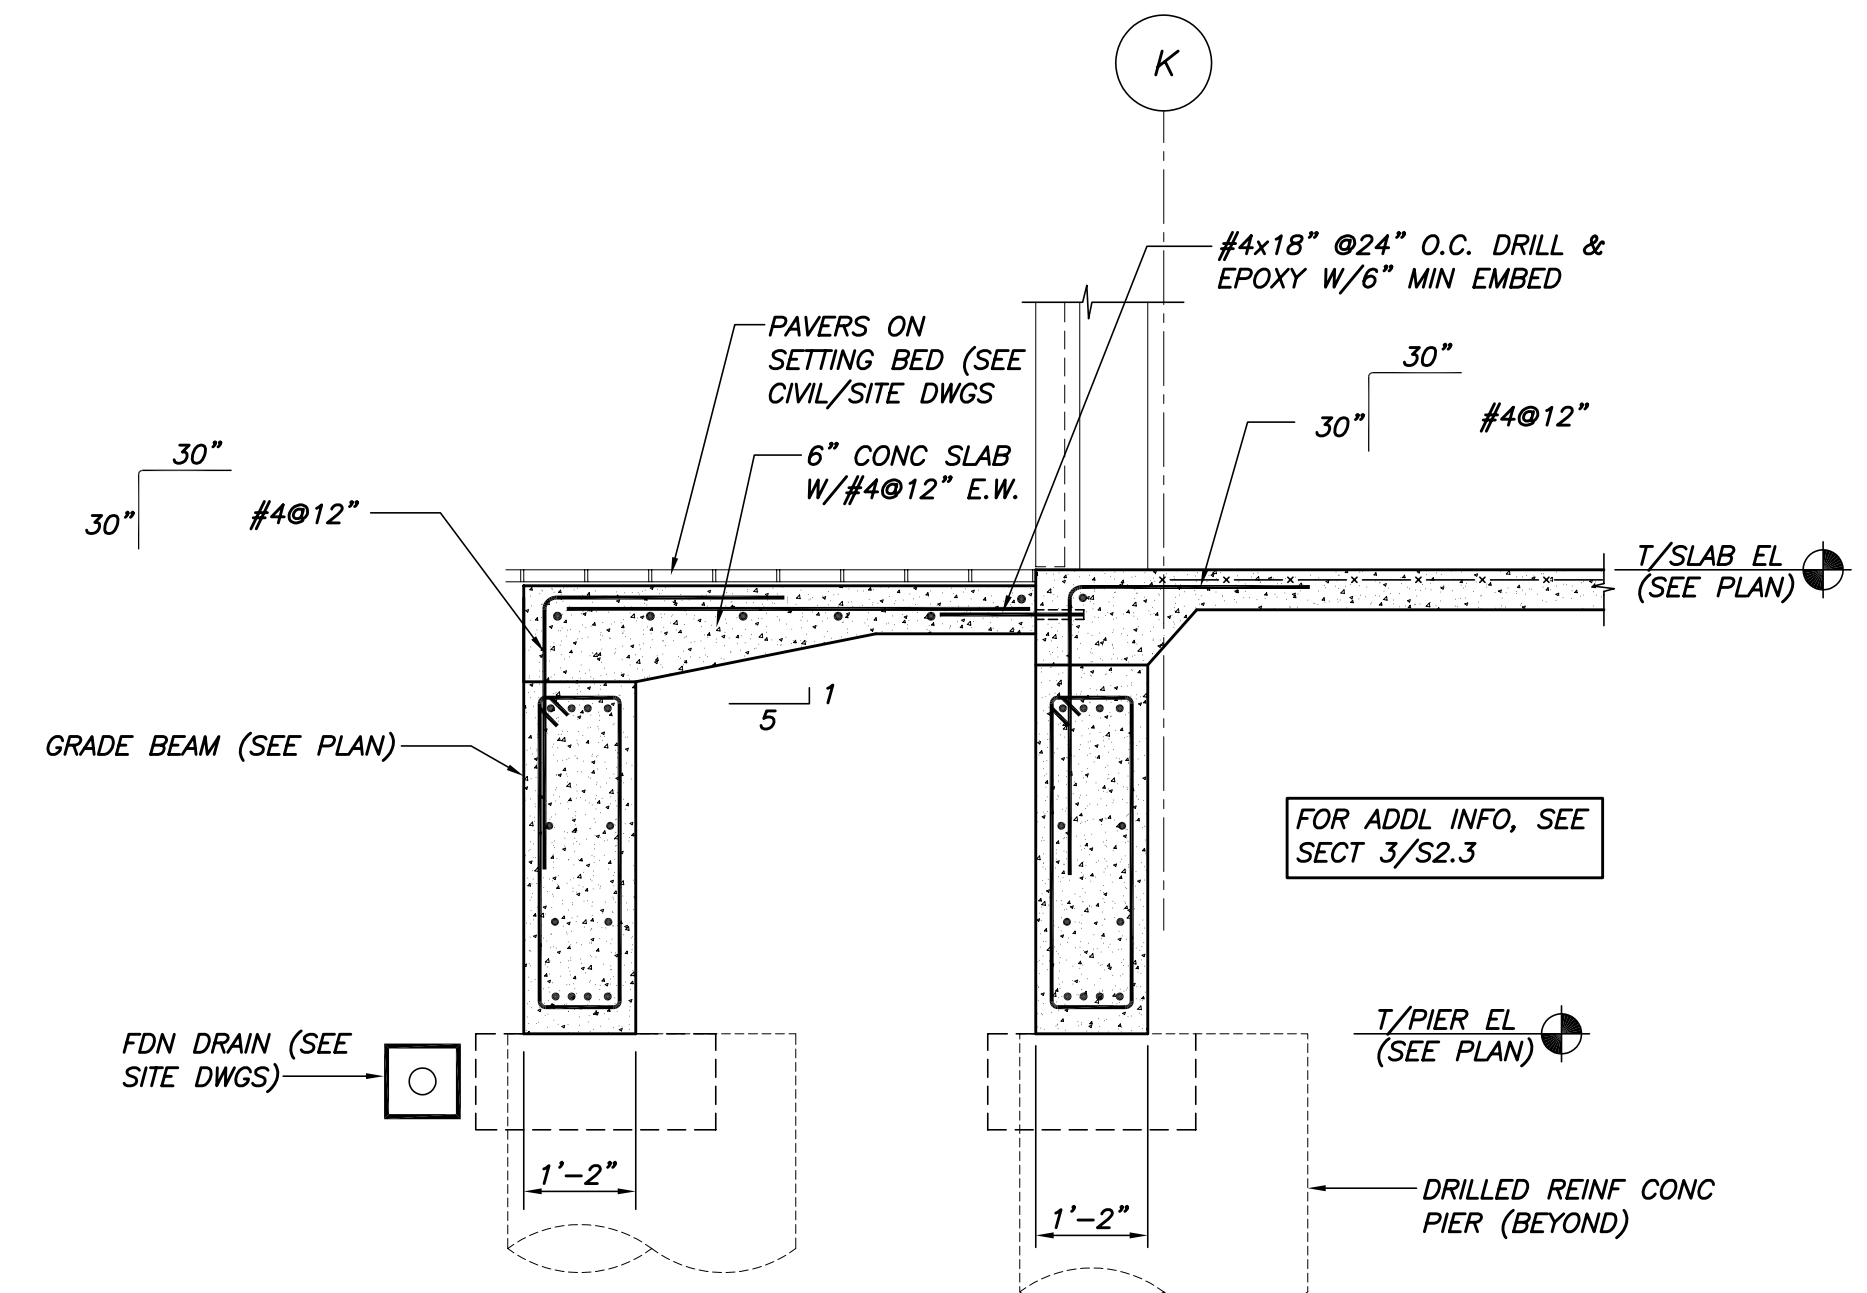 K
#4x18” @24” O.C. DRILL &
EPOXY W/6” MIN EMBED
PAVERS ON
SETTING BED (SEE
CIVIL/SITE DWGS
30”
30”
#4@12”
6” CONC SLAB
W/#4@12” E.W.
30”
30”
#4@12”
T/SLAB EL
(SEE PLAN)
1
5
GRADE BEAM (SEE PLAN)
FOR ADDL INFO, SEE
SECT 3/S2.3
T/PIER EL
(SEE PLAN)
FDN DRAIN (SEE
SITE DWGS)
1’-2”
1’-2”
DRILLED REINF CONC
PIER (BEYOND)